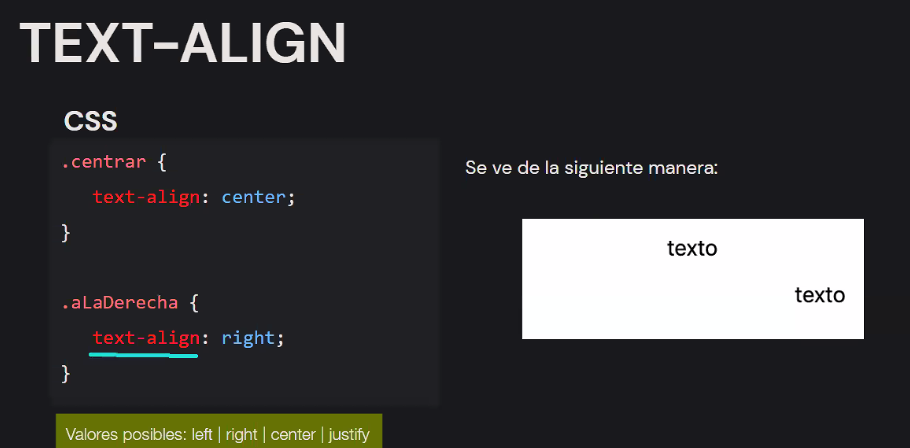 TEXT-ALIGN
CSS
.centrar {
text-align: center;
}
.aLaDerecha {
text-align: right;
}
Valores posibles: left | right | center | justify
Se ve de la siguiente manera:
texto
texto